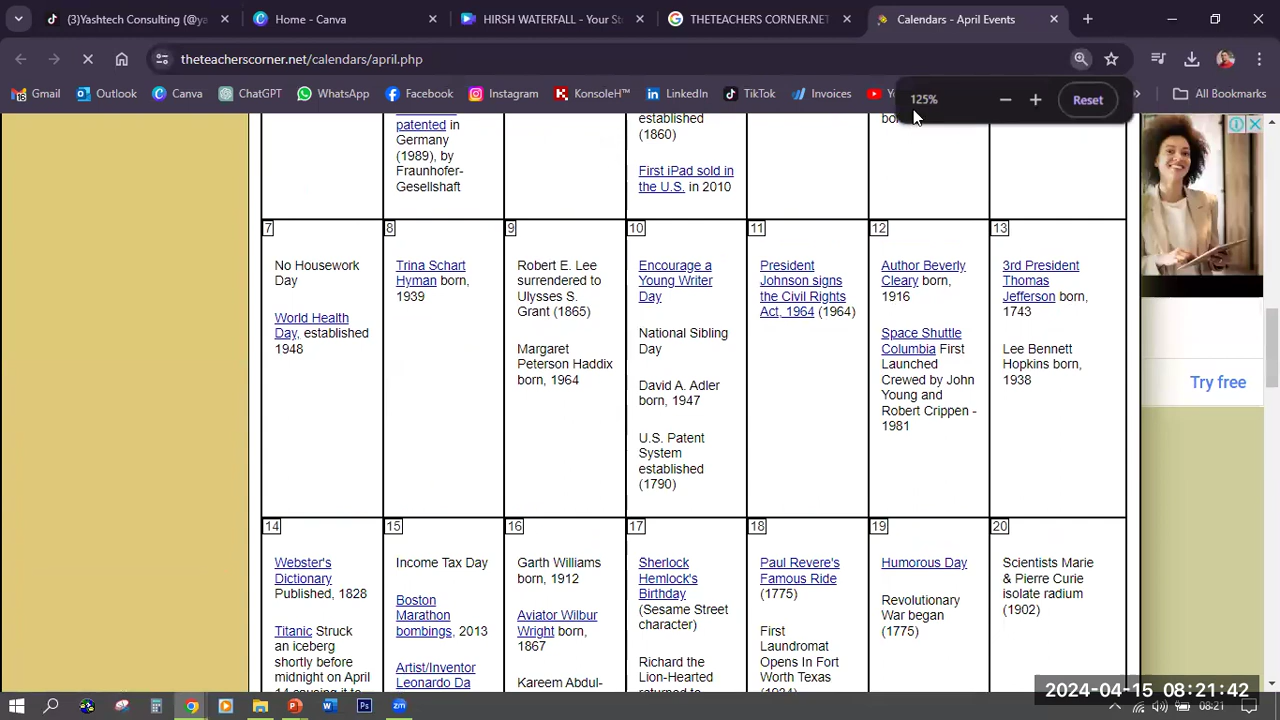 (3)Yashtech Consulting (@ya
Home - Canva
HIRSH WATERFALL - Your St
THETEACHERS CORNER.NET
Calendars - April Events
theteacherscorner.net/calendars/april.php
Gmail
Outlook
Canva
ChatGPT
WhatsApp
Facebook
Instagram
KonsoleH™
LinkedIn
TikTok
Invoices
Yo
»
All Bookmarks
125%
Reset
patented in
Germany
(1989), by
Fraunhofer-
Gesellshaft
established
(1860)
First iPad sold in
the U.S. in 2010
7
No Housework
Day
World Health
Day, established
1948
8
Trina Schart
Hyman born,
1939
9
Robert E. Lee
surrendered to
Ulysses S.
Grant (1865)
Margaret
Peterson Haddix
born, 1964
10
Encourage a
Young Writer
Day
National Sibling
Day
David A. Adler
born, 1947
U.S. Patent
System
established
(1790)
11
President
Johnson signs
the Civil Rights
Act, 1964 (1964)
12
Author Beverly
Cleary born,
1916
Space Shuttle
Columbia First
Launched
Crewed by John
Young and
Robert Crippen -
1981
13
3rd President
Thomas
Jefferson born,
1743
Lee Bennett
Hopkins born,
1938
Try free
14
Webster's
Dictionary
Published, 1828
Titanic Struck
an iceberg
shortly before
midnight on April
14 causing it to
15
Income Tax Day
Boston
Marathon
bombings, 2013
Artist/Inventor
Leonardo Da
16
Garth Williams
born, 1912
Aviator Wilbur
Wright born,
1867
Kareem Abdul-
17
Sherlock
Hemlock's
Birthday
(Sesame Street
character)
Richard the
Lion-Hearted
returned to
18
Paul Revere's
Famous Ride
(1775)
First
Laundromat
Opens In Fort
Worth Texas
(1934)
19
Humorous Day
Revolutionary
War began
(1775)
20
Scientists Marie
& Pierre Curie
isolate radium
(1902)
2024-04-15 08:21:42
08:21